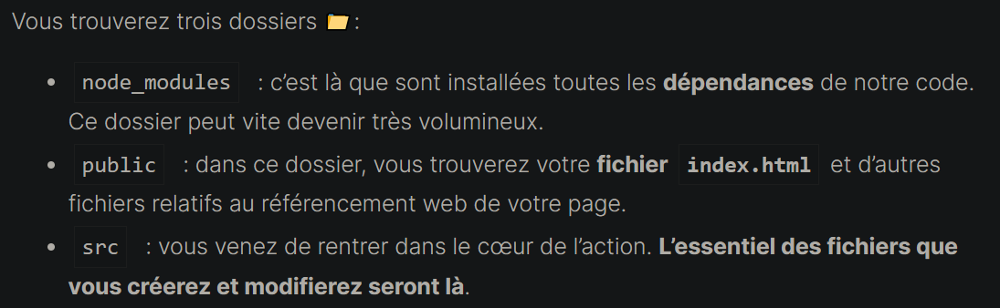 Vous trouverez trois dossiers 📁 :
• node_modules : c’est là que sont installées toutes les dépendances de notre code.
Ce dossier peut vite devenir très volumineux.
• public : dans ce dossier, vous trouverez votre fichier index.html et d’autres
fichiers relatifs au référencement web de votre page.
• src : vous venez de rentrer dans le cœur de l’action. L’essentiel des fichiers que
vous créerez et modifierez seront là.